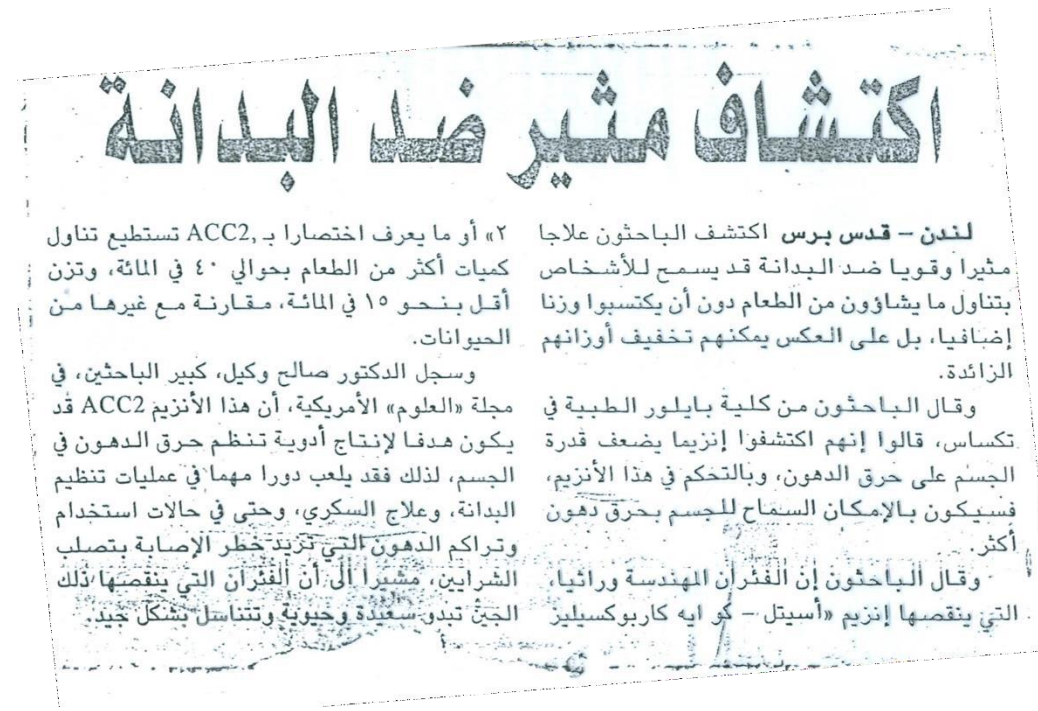 اكتشاف مثير ضد البدانة
لندن – قدس برس اكتشف الباحثون علاجا
مثيرا وقويا ضد البدانة قد يسمح للأشخاص
بتناول ما يشاؤون من الطعام دون أن يكتسبوا وزنا
إضافيا، بل على العكس يمكنهم تخفيف أوزانهم
الزائدة.
وقال الباحثون من كلية بايلور الطبية في
تكساس، قالوا إنهم اكتشفوا إنزيما يضعف قدرة
الجسم على حرق الدهون، وبالتحكم في هذا الأنزيم،
فسيكون بالإمكان السماح للجسم بحرق دهون
أكثر.
وقال الباحثون إن الفئران المهندسة وراثيا،
التي ينقصها إنزيم «أسيتل – كو ايه كاربوكسيليز
٢» أو ما يعرف اختصارا بـ ACC2, تستطيع تناول
كميات أكثر من الطعام بحوالي ٤٠ في المائة، وتزن
أقل بنحو ١٥ في المائة، مقارنة مع غيرها من
الحيوانات.
وسجل الدكتور صالح وكيل، كبير الباحثين، في
مجلة «العلوم» الأمريكية، أن هذا الأنزيم ACC2 قد
يكون هدفا لإنتاج أدوية تنظم حرق الدهون في
الجسم، لذلك فقد يلعب دورا مهما في عمليات تنظيم
البدانة، وعلاج السكري، وحتى في حالات استخدام
وتراكم الدهون التي تزيد خطر الإصابة بتصلب
الشرايين، مشيرا الى أن الفئران التي ينقصها ذلك
الجين تبدو سعيدة وحيوية وتتناسل بشكل جيد.